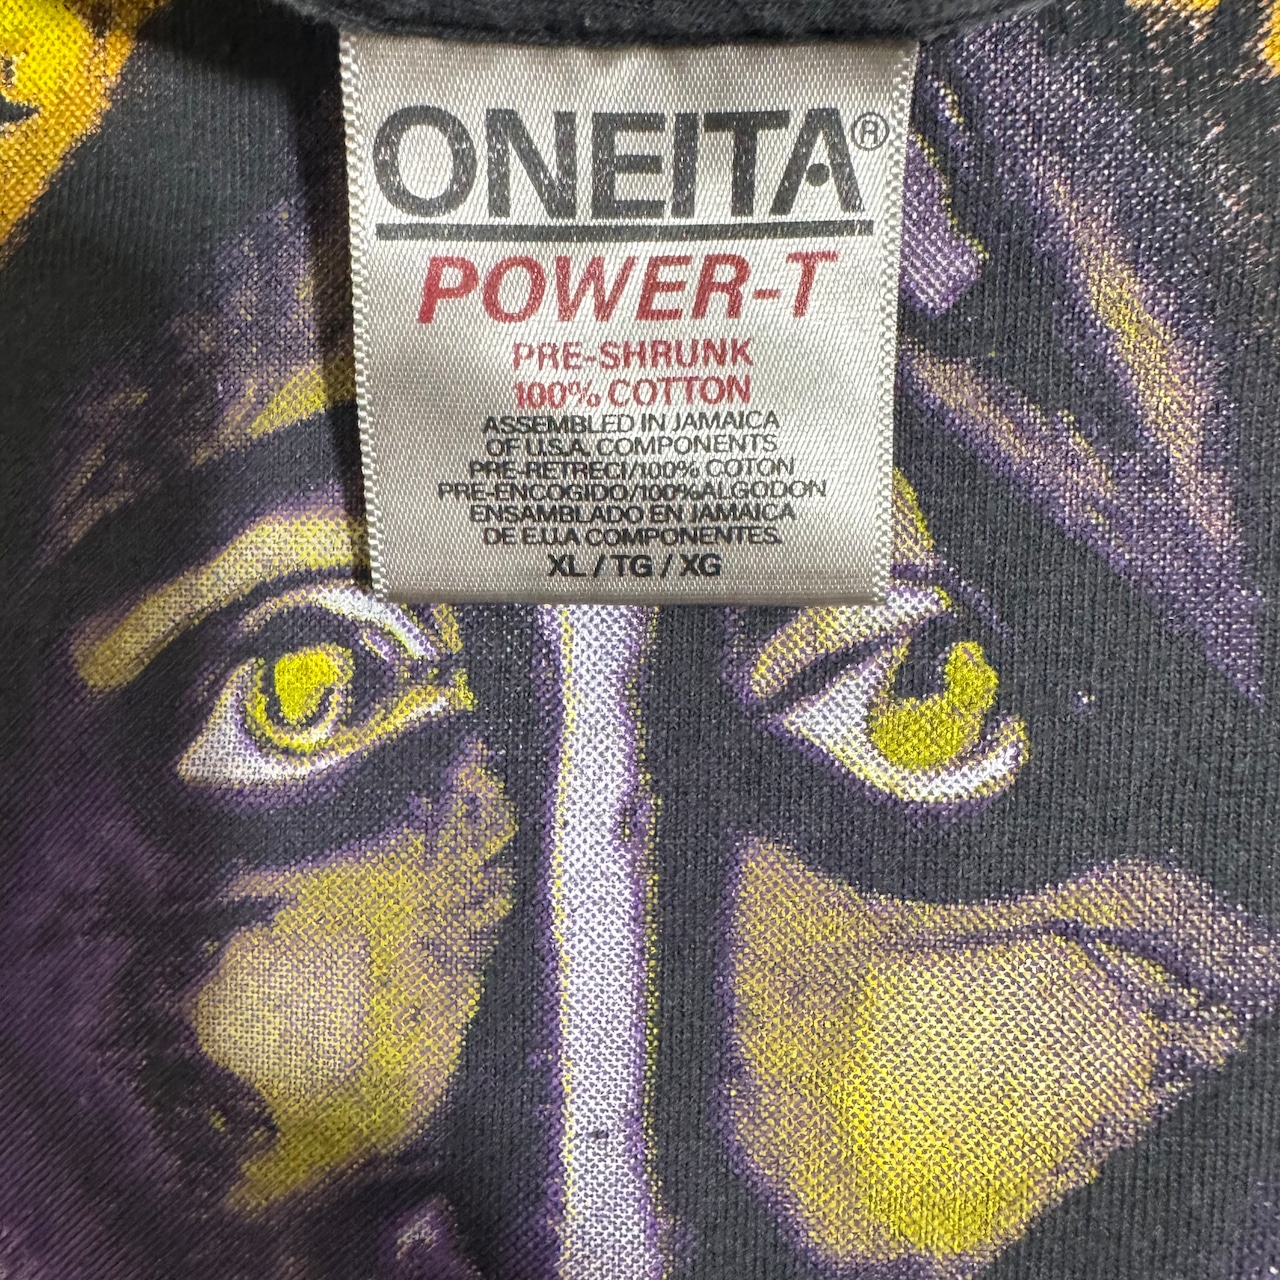 ONEITA®
POWER-T
PRE-SHRUNK
100% COTTON
ASSEMBLED IN JAMAICA
OF U.S.A. COMPONENTS
PRE-RETRECI/100% COTON
PRE-ENCOGIDO/100%ALGODON
ENSAMBLADO EN JAMAICA
DE E.U.A COMPONENTES.
XL / TG / XG